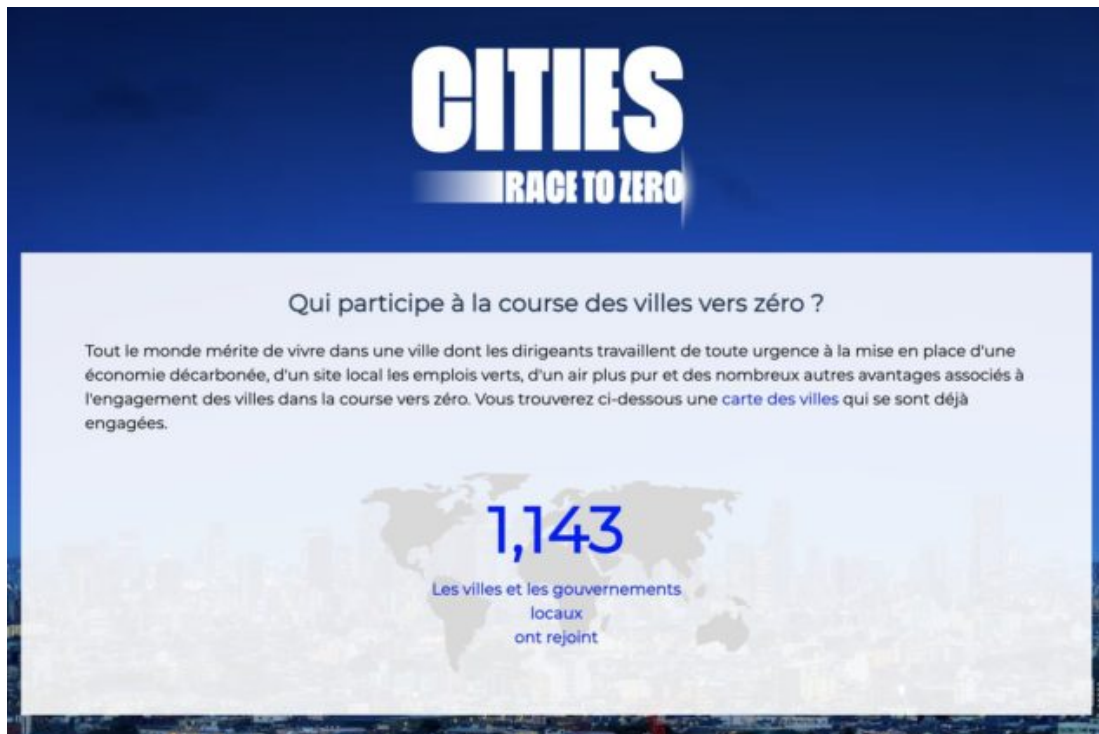 CITIES
RACE TO ZERO
Qui participe à la course des villes vers zéro ?
Tout le monde mérite de vivre dans une ville dont les dirigeants travaillent de toute urgence à la mise en place d'une
économie décarbonée, d'un site local les emplois verts, d'un air plus pur et des nombreux autres avantages associés à
l'engagement des villes dans la course vers zéro. Vous trouverez ci-dessous une carte des villes qui se sont déjà
engagées.
1,143
Les villes et les gouvernements
locaux
ont rejoint